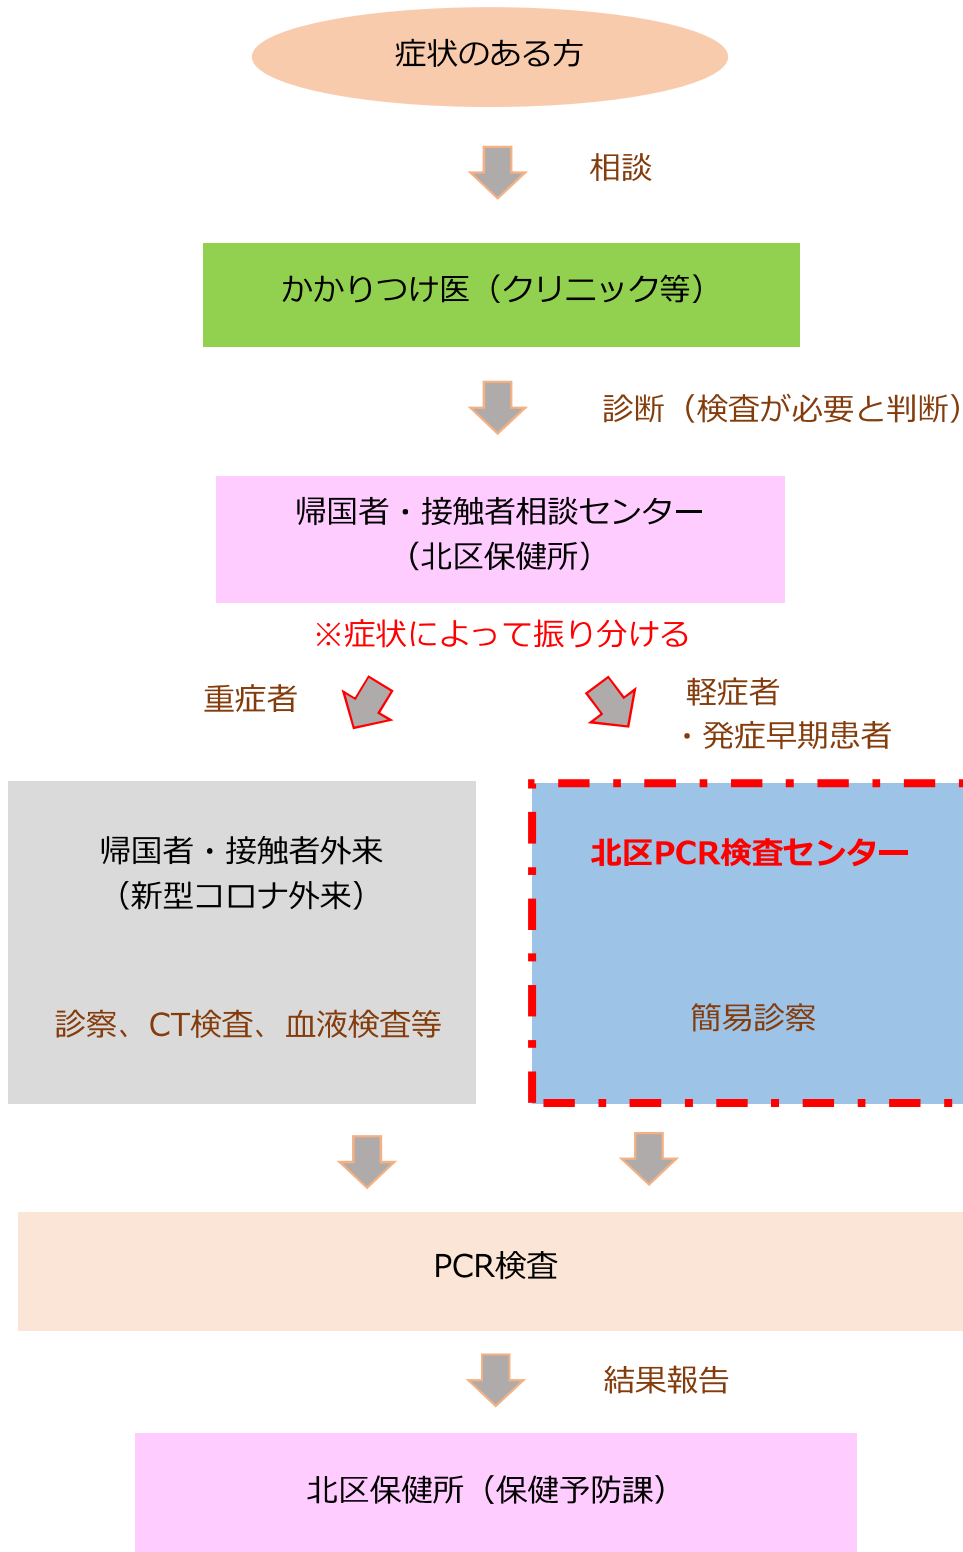 症状のある方
相談
かかりつけ医（クリニック等）
診断（検査が必要と判断）
帰国者・接触者相談センター
（北区保健所）
※症状によって振り分ける
重症者
軽症者
・発症早期患者
帰国者・接触者外来
（新型コロナ外来）
診察、CT検査、血液検査等
北区PCR検査センター
簡易診察
PCR検査
結果報告
北区保健所（保健予防課）